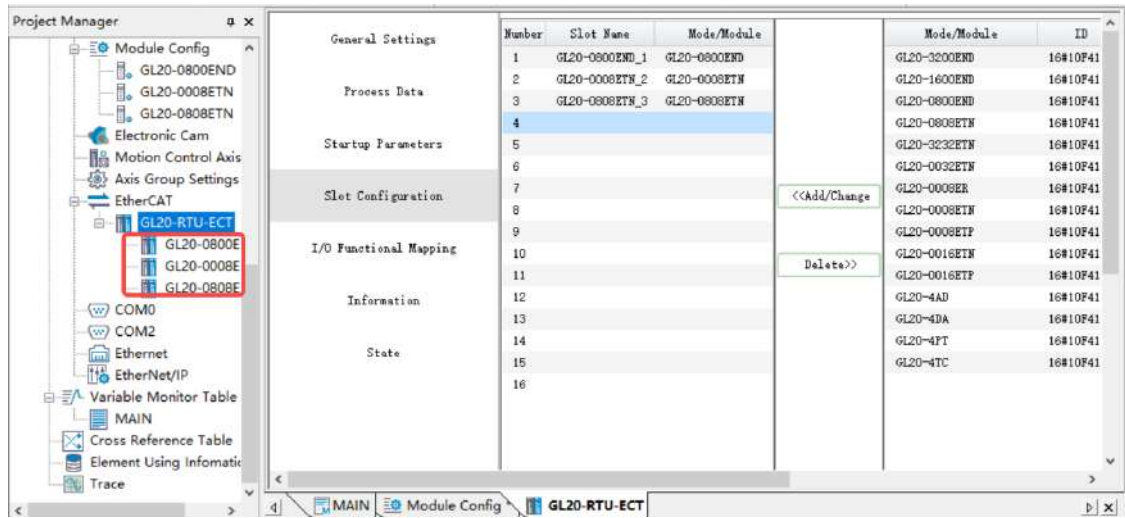 Project Manager
Module Config
GL20-0800END
GL20-0008ETN
GL20-0808ETN
Electronic Cam
Motion Control Axis
Axis Group Settings
EtherCAT
GL20-RTU-ECT
GL20-0800E
GL20-0008E
GL20-0808E
COM0
COM2
Ethernet
EtherNet/IP
Variable Monitor Table
MAIN
Cross Reference Table
Element Using Infomatic
Trace
General Settings
Process Data
Startup Parameters
Slot Configuration
I/O Functional Mapping
Information
State
Number Slot Name Mode/Module
1 GL20-0800END_1 GL20-0800END
2 GL20-0008ETN_2 GL20-0008ETN
3 GL20-0808ETN_3 GL20-0808ETN
4
5
6
7
8
9
10
11
12
13
14
15
16
<<Add/Change
Delete>>
Mode/Module ID
GL20-3200END 16#10F41
GL20-1600END 16#10F41
GL20-0800END 16#10F41
GL20-0808ETN 16#10F41
GL20-3232ETN 16#10F41
GL20-0032ETN 16#10F41
GL20-0008ER 16#10F41
GL20-0008ETN 16#10F41
GL20-0008ETP 16#10F41
GL20-0016ETN 16#10F41
GL20-0016ETP 16#10F41
GL20-4AD 16#10F41
GL20-4DA 16#10F41
GL20-4PT 16#10F41
GL20-4TC 16#10F41
MAIN Module Config GL20-RTU-ECT